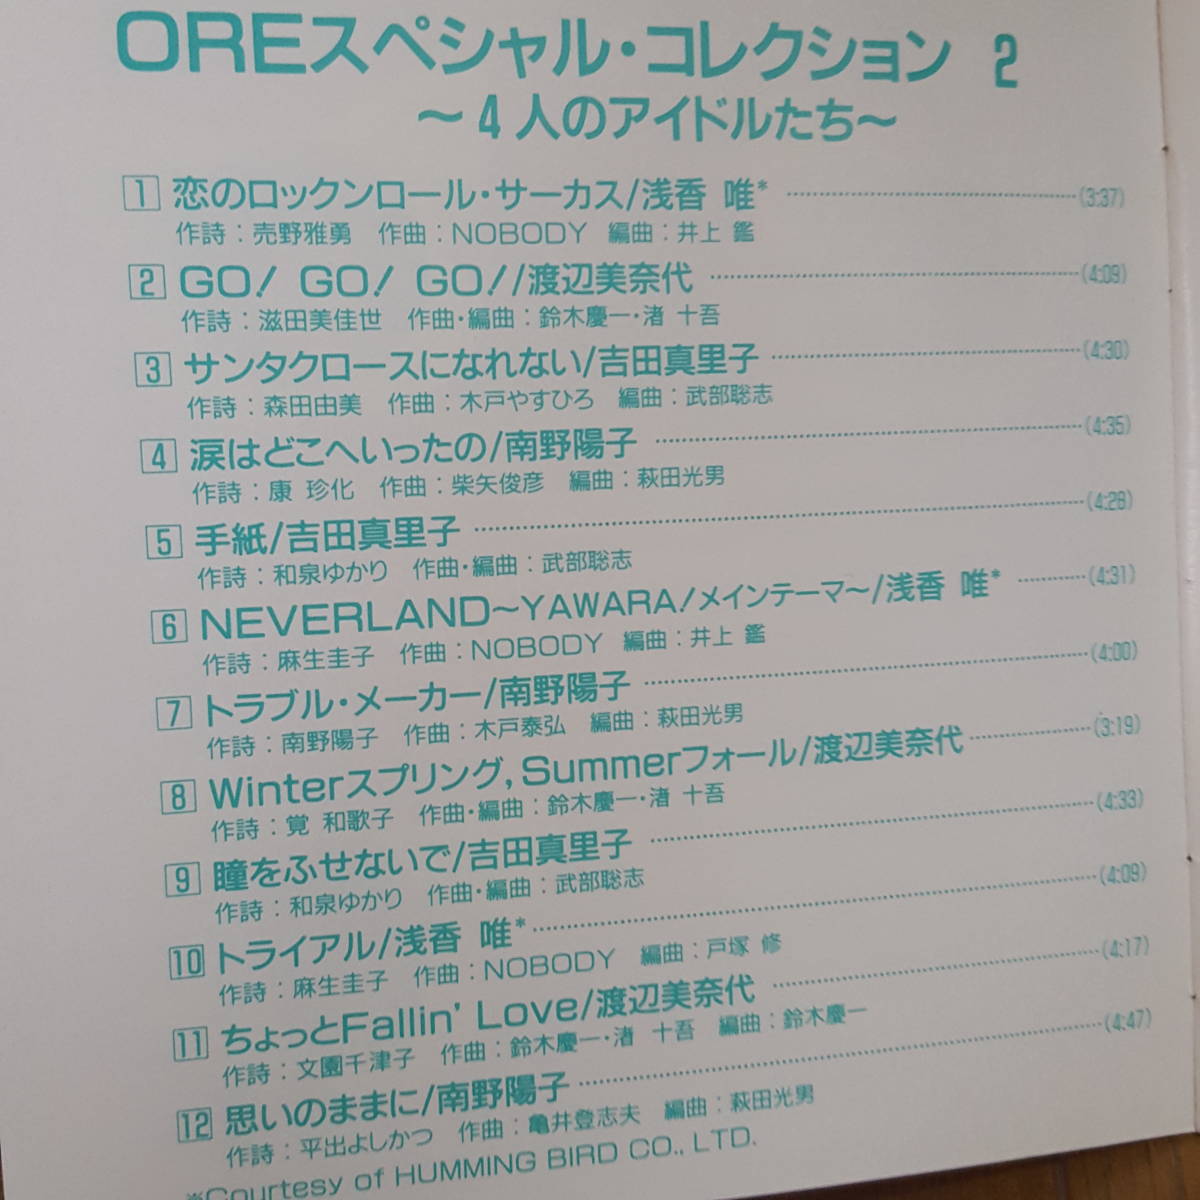 OREスペシャル・コレクション 2
～4人のアイドルたち～
1 恋のロックンロール・サーカス/浅香 唯* (3:37)
作詩：売野雅勇 作曲：NOBODY 編曲：井上 鑑
2 GO! GO! GO!/渡辺美奈代 (4:09)
作詩：滋田美佳世 作曲・編曲：鈴木慶一・渚 十吾
3 サンタクロースになれない/吉田真里子 (4:30)
作詩：森田由美 作曲：木戸やすひろ 編曲：武部聡志
4 涙はどこへいったの/南野陽子 (4:35)
作詩：康 珍化 作曲：柴矢俊彦 編曲：萩田光男
5 手紙/吉田真里子 (4:28)
作詩：和泉ゆかり 作曲・編曲：武部聡志
6 NEVERLAND～YAWARA!メインテーマ～/浅香 唯* (4:31)
作詩：麻生圭子 作曲：NOBODY 編曲：井上 鑑
7 トラブル・メーカー/南野陽子 (4:00)
作詩：南野陽子 作曲：木戸泰弘 編曲：萩田光男
8 Winterスプリング,Summerフォール/渡辺美奈代 (3:19)
作詩：覚 和歌子 作曲・編曲：鈴木慶一・渚 十吾
9 瞳をふせないで/吉田真里子 (4:33)
作詩：和泉ゆかり 作曲・編曲：武部聡志
10 トライアル/浅香 唯* (4:09)
作詩：麻生圭子 作曲：NOBODY 編曲：戸塚 修
11 ちょっとFallin' Love/渡辺美奈代 (4:17)
作詩：文園千津子 作曲：鈴木慶一・渚 十吾 編曲：鈴木慶一
12 思いのままに/南野陽子 (4:47)
作詩：平出よしかつ 作曲：亀井登志夫 編曲：萩田光男
※Courtesy of HUMMING BIRD CO., LTD.